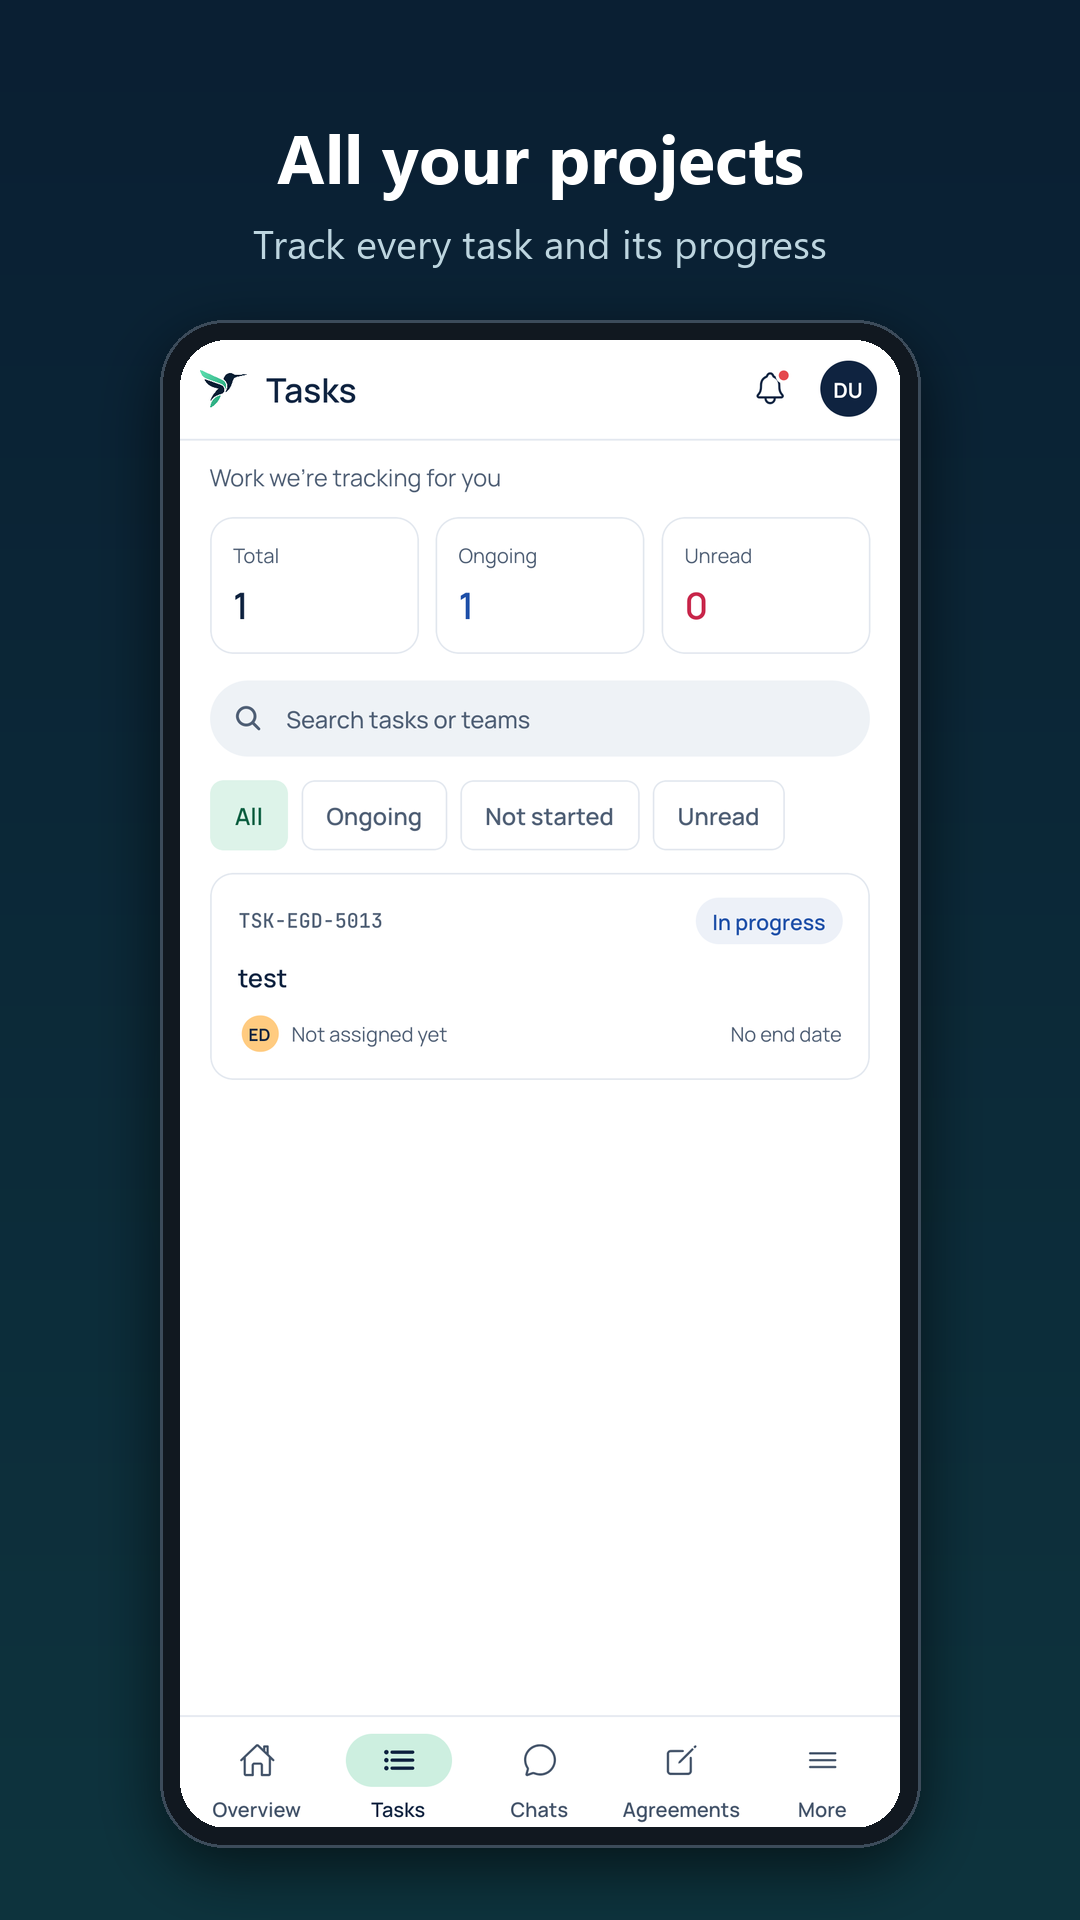 All your projects
Track every task and its progress
Tasks
DU
Work we're tracking for you
Total
Ongoing
Unread
1
1
0
Search tasks or teams
All
Ongoing
Not started
Unread
TSK-EGD-5013
In progress
test
ED
Not assigned yet
No end date
Overview
Tasks
Chats
Agreements
More